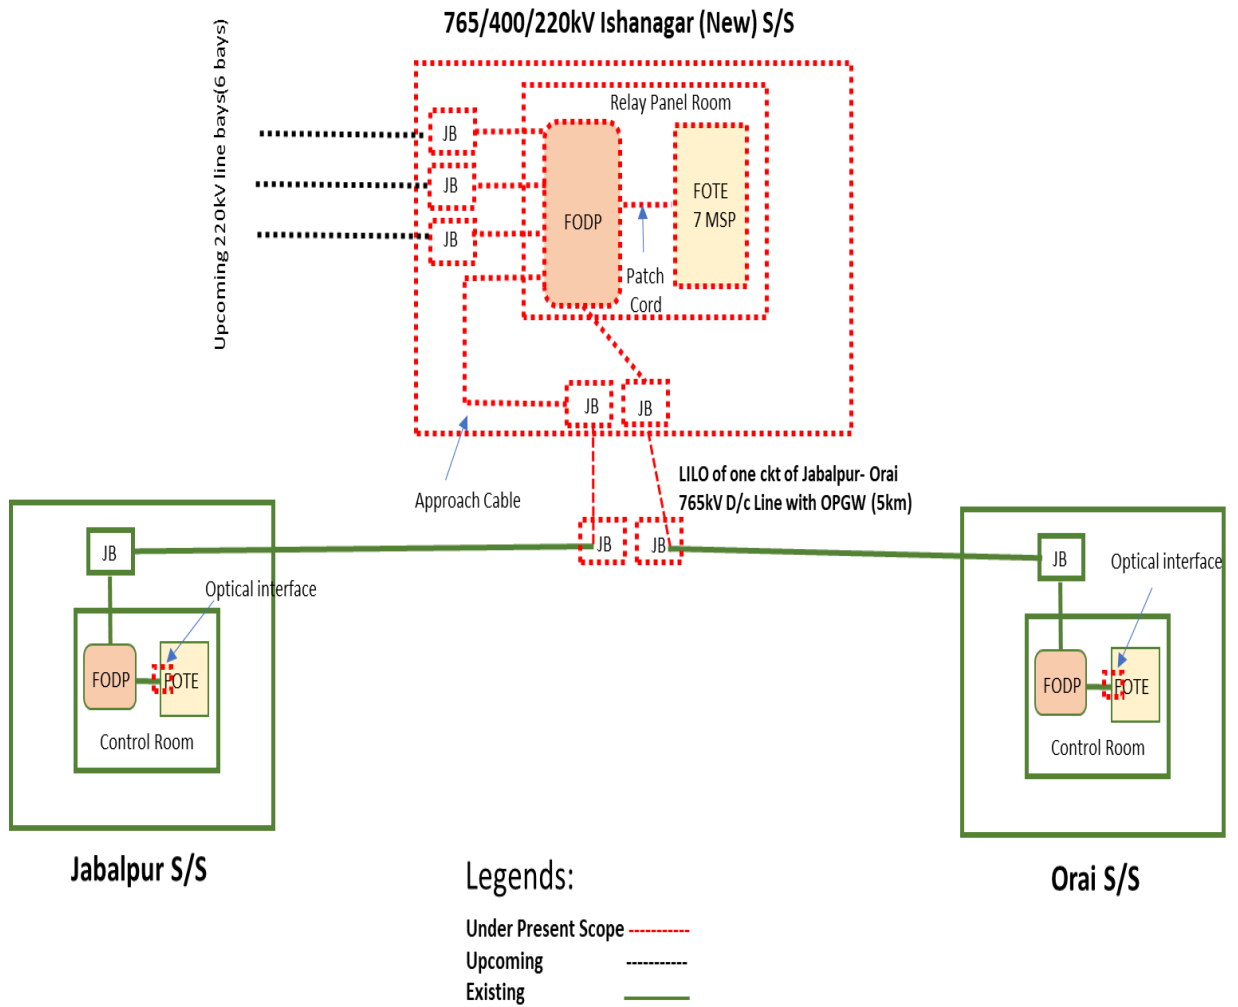 765/400/220kV Ishanagar (New) S/S
Upcoming 220kV line bays(6 bays)
Relay Panel Room
JB
JB
JB
FODP
FOTE
7 MSP
Patch
Cord
JB
JB
Approach Cable
LILO of one ckt of Jabalpur- Orai
765kV D/c Line with OPGW (5km)
JB
JB
JB
Optical interface
FODP
FOTE
Control Room
Jabalpur S/S
JB
Optical interface
FODP
FOTE
Control Room
Orai S/S
Legends:
Under Present Scope
Upcoming
Existing